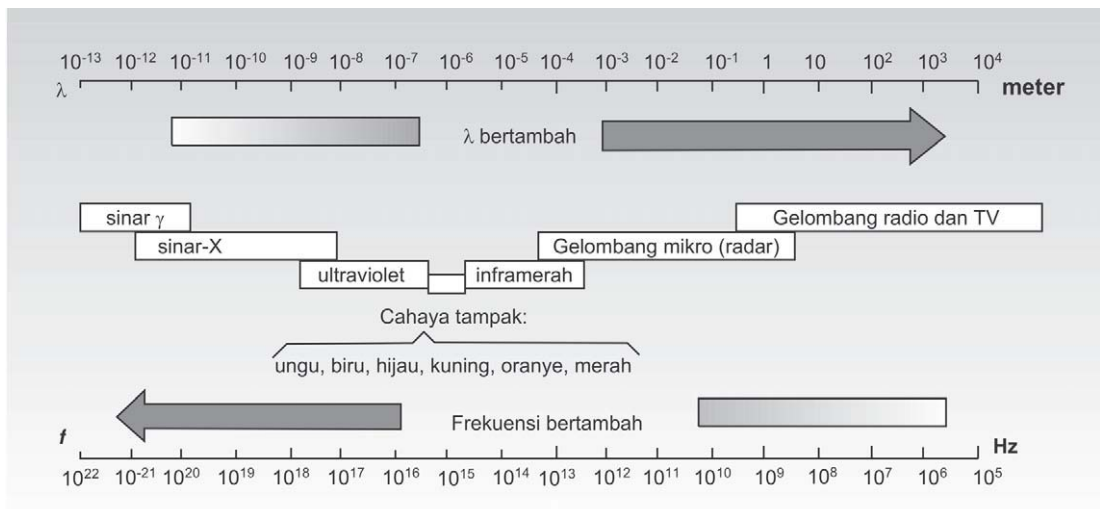 10⁻¹³ 10⁻¹² 10⁻¹¹ 10⁻¹⁰ 10⁻⁹ 10⁻⁸ 10⁻⁷ 10⁻⁶ 10⁻⁵ 10⁻⁴ 10⁻³ 10⁻² 10⁻¹ 1 10 10² 10³ 10⁴
λ meter
λ bertambah
sinar γ Gelombang radio dan TV
sinar-X Gelombang mikro (radar)
ultraviolet inframerah
Cahaya tampak:
ungu, biru, hijau, kuning, oranye, merah
Frekuensi bertambah
f Hz
10²² 10⁻²¹ 10²⁰ 10¹⁹ 10¹⁸ 10¹⁷ 10¹⁶ 10¹⁵ 10¹⁴ 10¹³ 10¹² 10¹¹ 10¹⁰ 10⁹ 10⁸ 10⁷ 10⁶ 10⁵